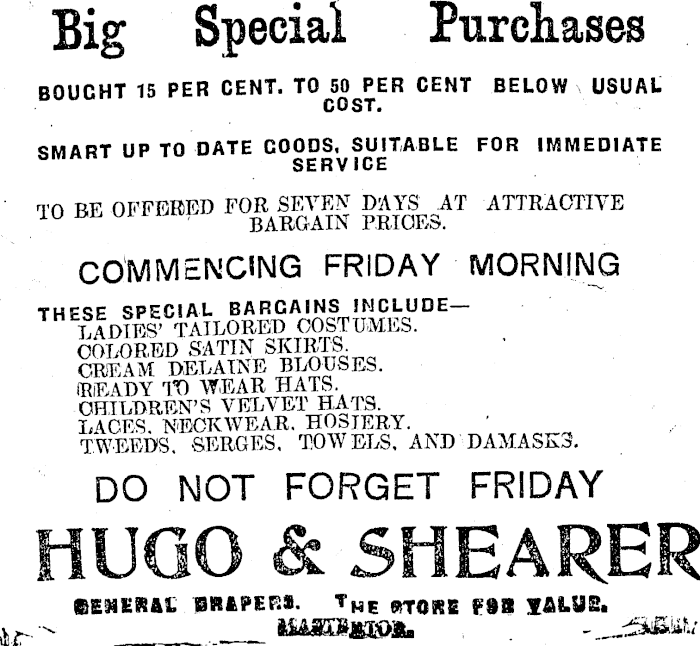 Big Special Purchases
BOUGHT 15 PER CENT. TO 50 PER CENT BELOW USUAL
COST.
SMART UP TO DATE GOODS, SUITABLE FOR IMMEDIATE
SERVICE
TO BE OFFERED FOR SEVEN DAYS AT ATTRACTIVE
BARGAIN PRICES.
COMMENCING FRIDAY MORNING
THESE SPECIAL BARGAINS INCLUDE—
LADIES' TAILORED COSTUMES.
COLORED SATIN SKIRTS.
CREAM DELAINE BLOUSES.
READY TO WEAR HATS.
CHILDREN'S VELVET HATS.
LACES, NECKWEAR, HOSIERY.
TWEEDS, SERGES, TOWELS, AND DAMASKS.
DO NOT FORGET FRIDAY
HUGO & SHEARER
GENERAL DRAPERS. THE STORE FOR VALUE.
MASTERTON.